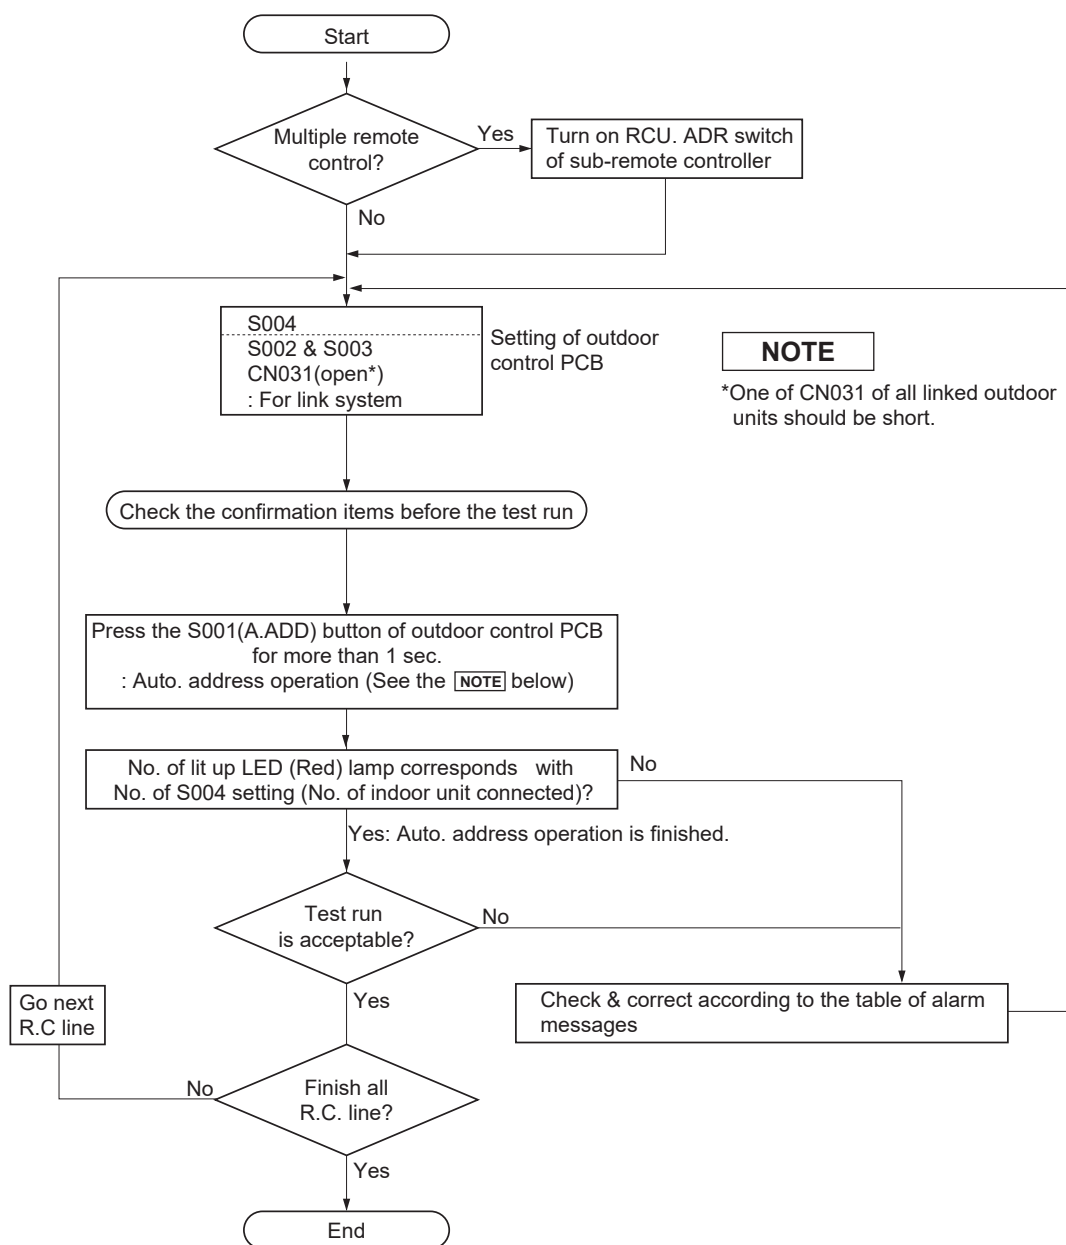 Start
Multiple remote
control?
Yes
Turn on RCU. ADR switch
of sub-remote controller
No
S004
S002 & S003
CN031(open*)
: For link system
Setting of outdoor
control PCB
NOTE
*One of CN031 of all linked outdoor
units should be short.
Check the confirmation items before the test run
Press the S001(A.ADD) button of outdoor control PCB
for more than 1 sec.
: Auto. address operation (See the NOTE below)
No. of lit up LED (Red) lamp corresponds with
No. of S004 setting (No. of indoor unit connected)?
No
Yes: Auto. address operation is finished.
Test run
is acceptable?
No
Yes
Go next
R.C line
Check & correct according to the table of alarm
messages
No
Finish all
R.C. line?
Yes
End